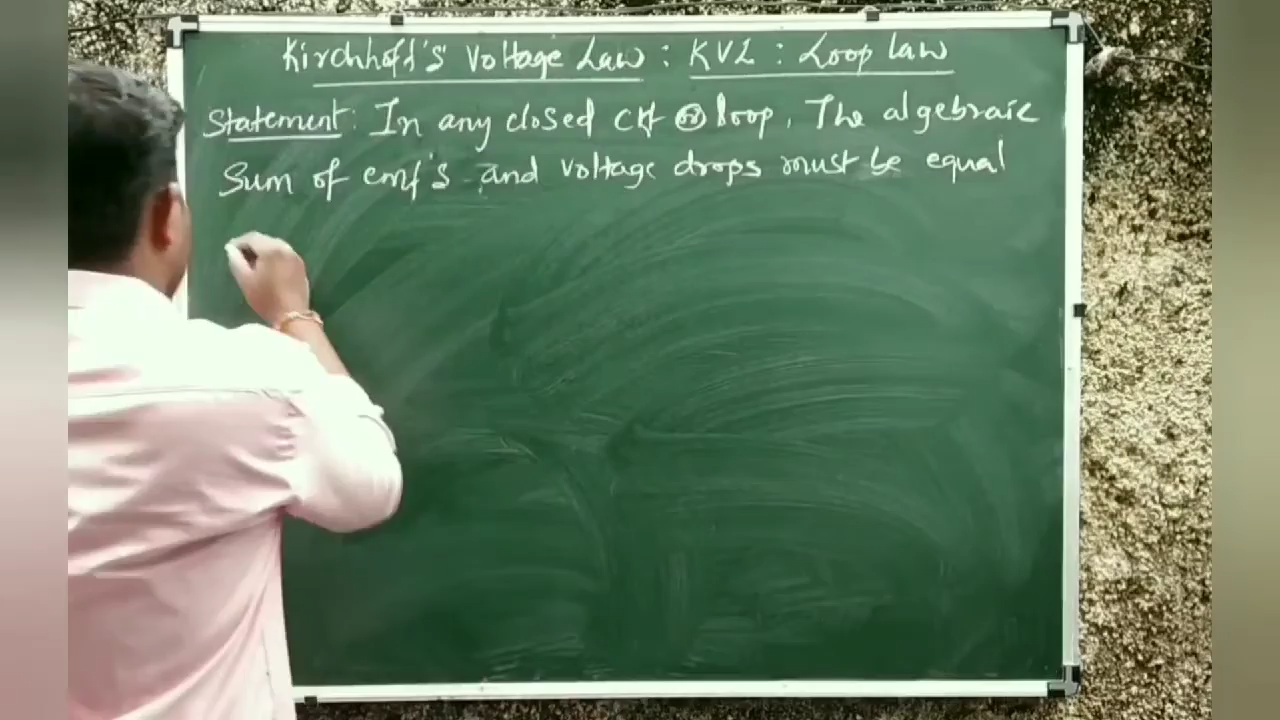 Kirchhoff's Voltage Law : KVL : Loop law
Statement: In any closed ckt or loop, The algebraic
Sum of emf's and voltage drops must be equal